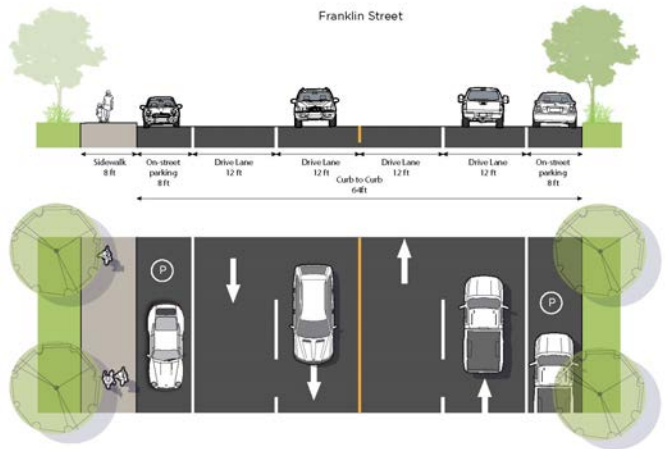 Franklin Street
Sidewalk
8 ft
On-street
parking
8 ft
Drive Lane
12 ft
Drive Lane
12 ft
Drive Lane
12 ft
Drive Lane
12 ft
On-street
parking
8 ft
Curb-to-Curb
64ft
P
P